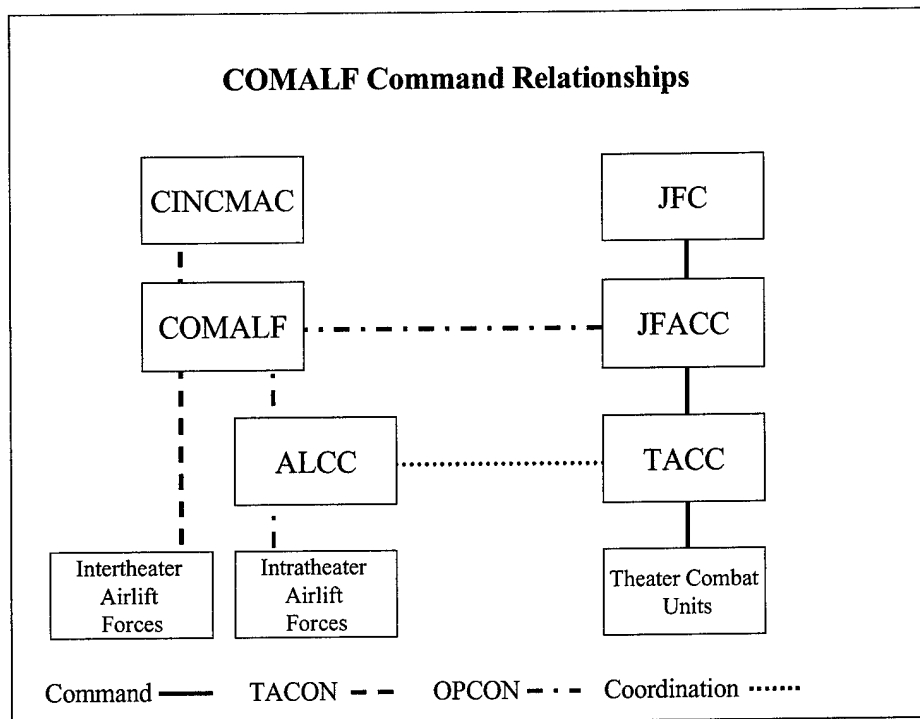 COMALF Command Relationships
CINCMAC
JFC
COMALF
JFACC
ALCC
TACC
Intertheater
Airlift
Forces
Intratheater
Airlift
Forces
Theater Combat
Units
Command TACON OPCON Coordination